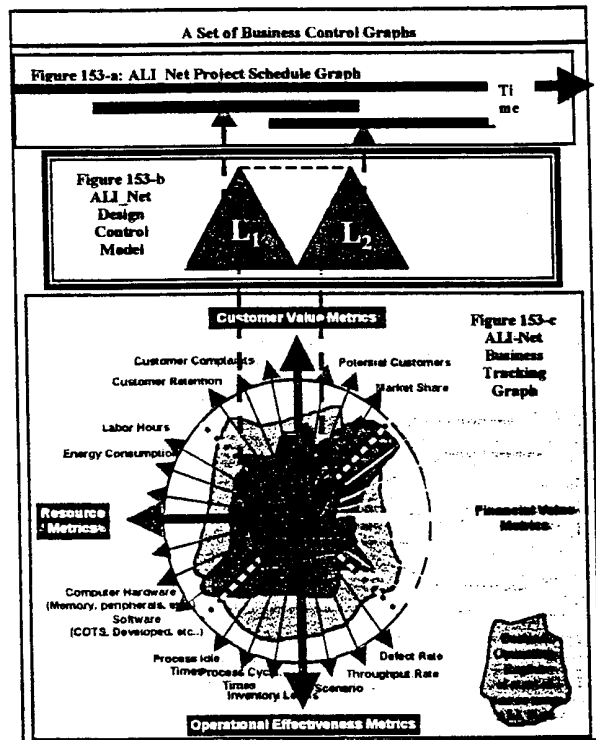 A Set of Business Control Graphs
Figure 153-a: ALI_Net Project Schedule Graph
Ti
me
Figure 153-b
ALI_Net
Design
Control
Model
L1
L2
Customer Value Metrics
Figure 153-c
ALI-Net
Business
Tracking
Graph
Customer Complaints
Potential Customers
Customer Retention
Market Share
Labor Hours
Energy Consumption
Resource
Metrics
Financial Value
Metrics
Computer Hardware
(Memory, peripherals,
Software
(COTS, Developed, etc..)
Process Idle
Times
Process Cycle
Times
Inventory Levels
Scenario
Throughput Rate
Defect Rate
Operational Effectiveness Metrics